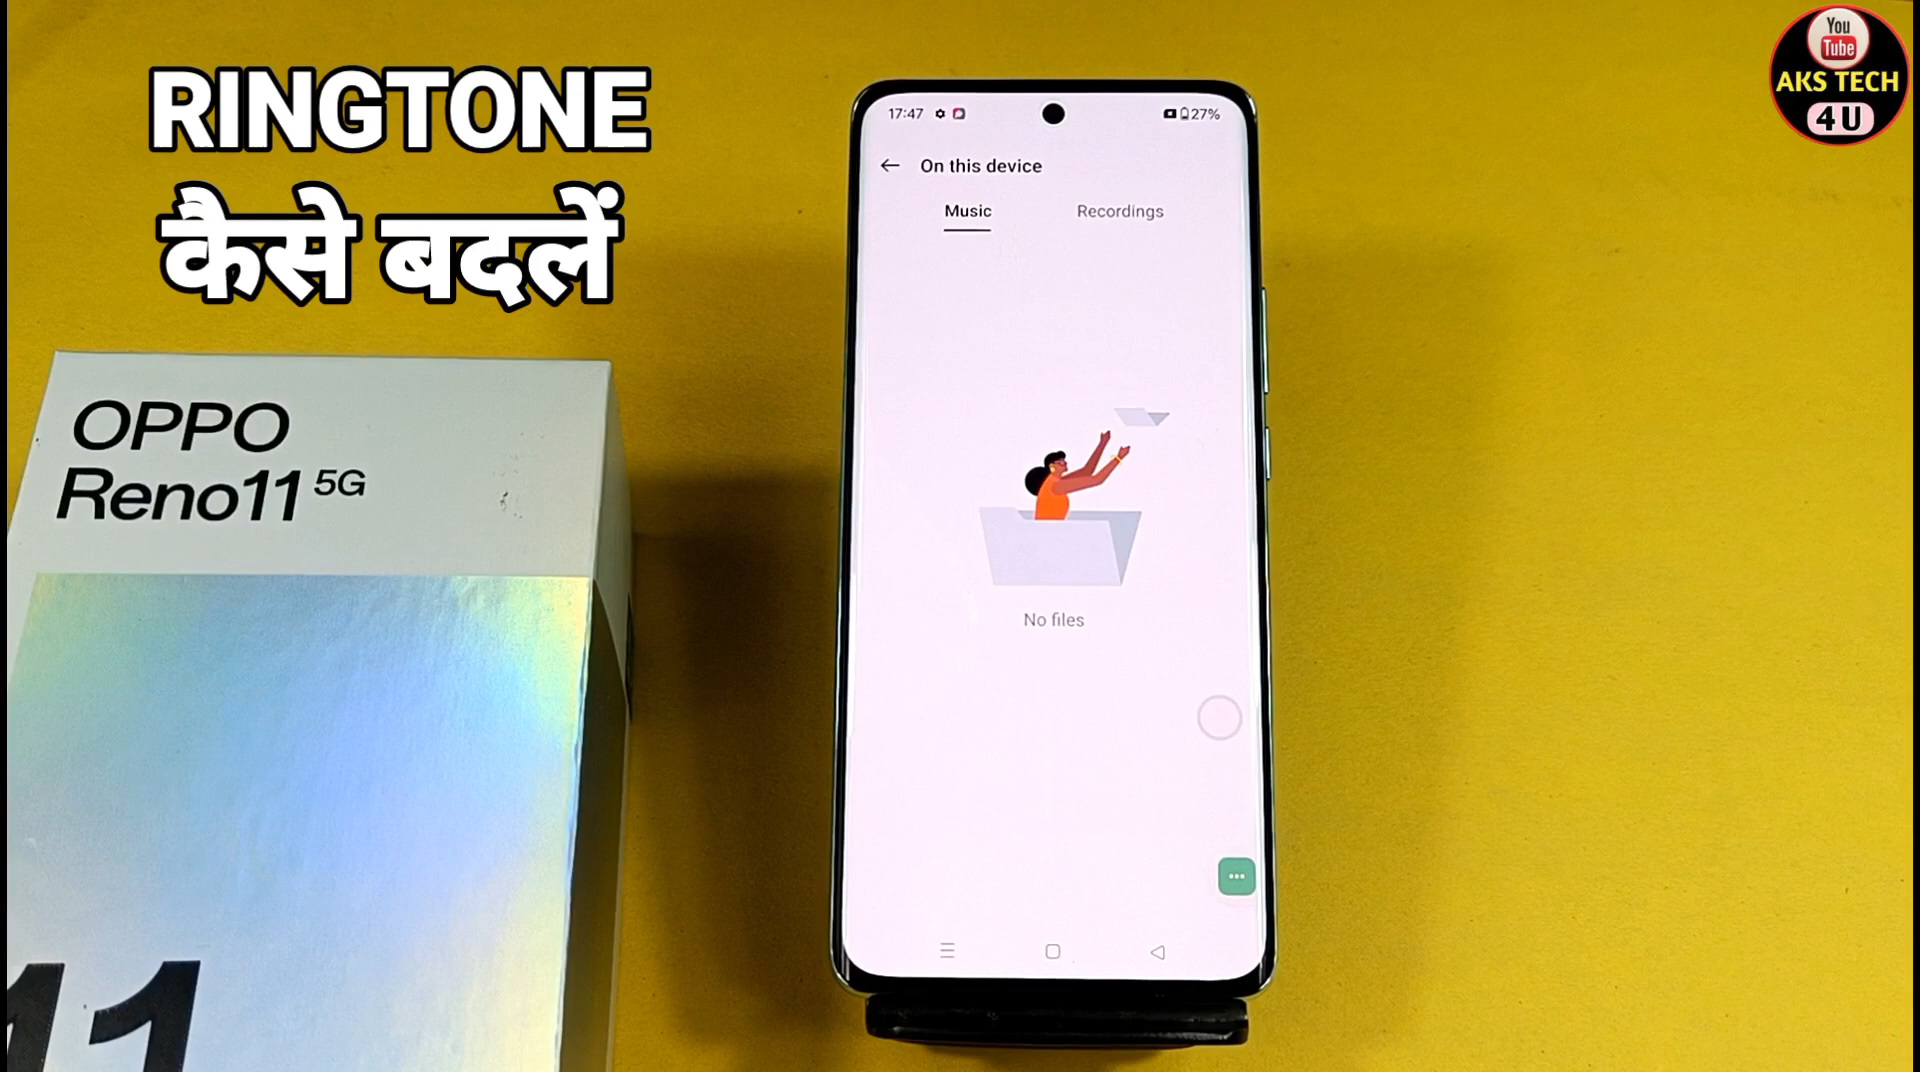 RINGTONE
कैसे बदलें
You
Tube
AKS TECH
4U
17:47
27%
On this device
Music
Recordings
No files
OPPO
Reno11 5G
11